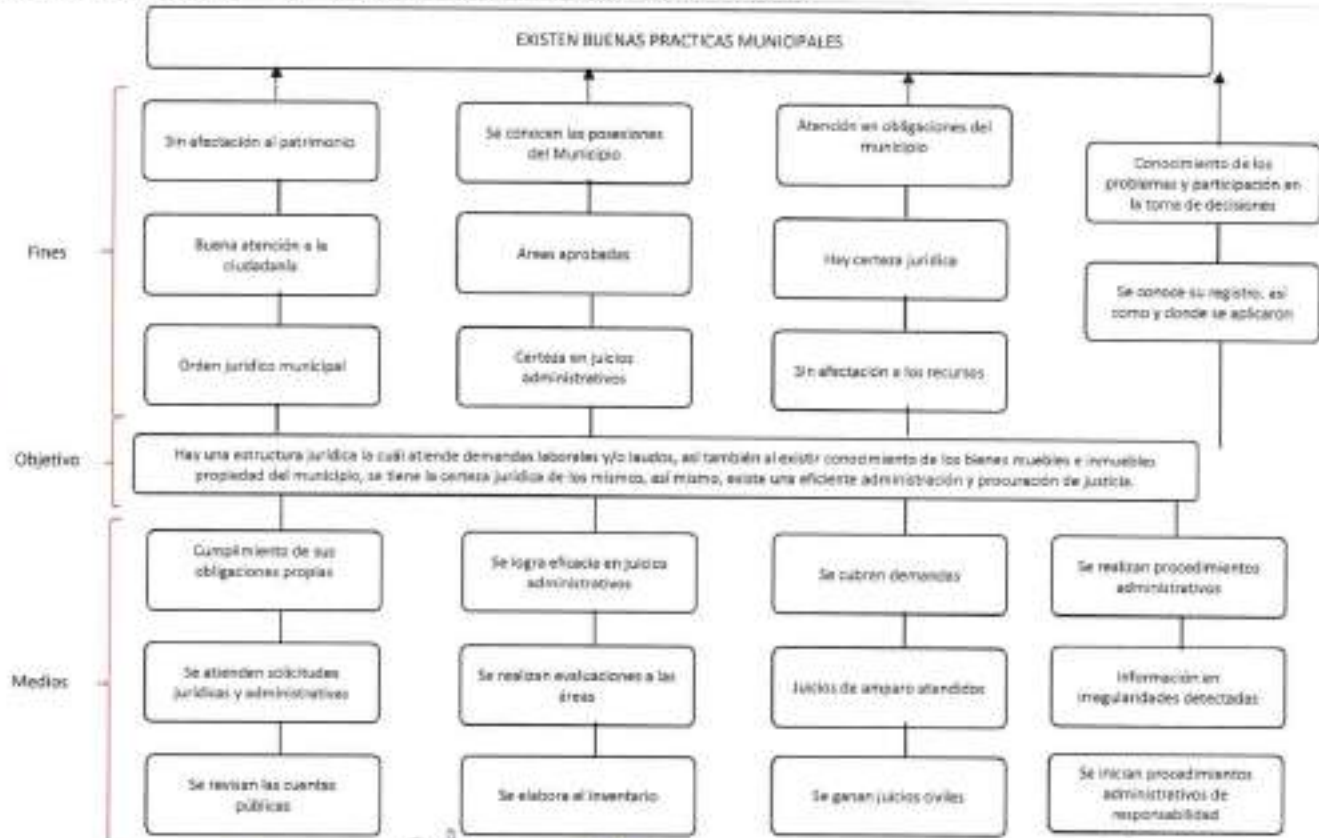 EXISTEN BUENAS PRACTICAS MUNICIPALES
Fines
Sin afectación al patrimonio
Se conocen las posesiones
del Municipio
Atención en obligaciones del
municipio
Conocimiento de los
problemas y participación en
la toma de decisiones
Buena atención a la
ciudadanía
Áreas aprobadas
Hay certeza jurídica
Se conoce su registro, así
como y donde se aplicaron
Orden jurídico municipal
Certeza en juicios
administrativos
Sin afectación a los recursos
Objetivo
Hay una estructura jurídica la cuál atiende demandas laborales y/o laudos, así también al existir conocimiento de los bienes muebles e inmuebles
propiedad del municipio, se tiene la certeza jurídica de los mismos, así mismo, existe una eficiente administración y procuración de justicia.
Medios
Cumplimiento de sus
obligaciones propias
Se logra eficacia en juicios
administrativos
Se cubren demandas
Se realizan procedimientos
administrativos
Se atienden solicitudes
jurídicas y administrativas
Se realizan evaluaciones a las
áreas
Juicios de amparo atendidos
Información en
irregularidades detectadas
Se revisan las cuentas
públicas
Se elabora el inventario
Se ganan juicios civiles
Se inician procedimientos
administrativos de
responsabilidad